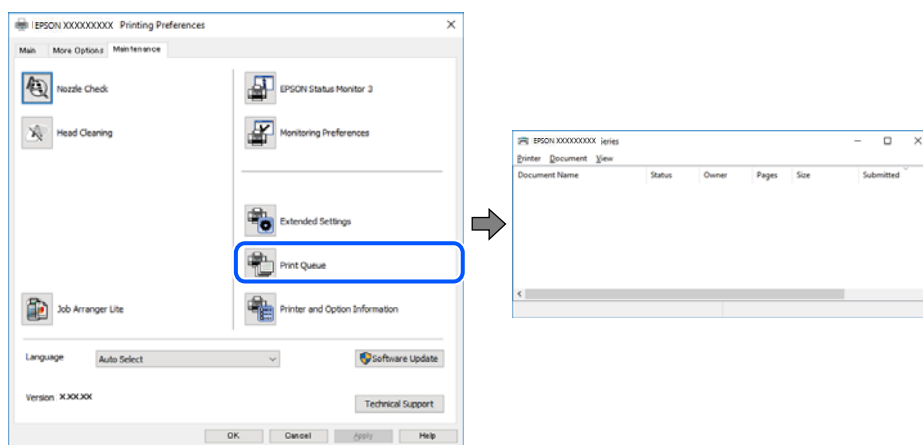 EPSON XXXXXXXXX Printing Preferences
Main More Options Maintenance
Nozzle Check
EPSON Status Monitor 3
Head Cleaning
Monitoring Preferences
Extended Settings
Print Queue
Job Arranger Lite
Printer and Option Information
Language Auto Select
Software Update
Version X.XX.XX
Technical Support
OK Cancel Apply Help
EPSON XXXXXXXXX ieries
Printer Document View
Document Name Status Owner Pages Size Submitted